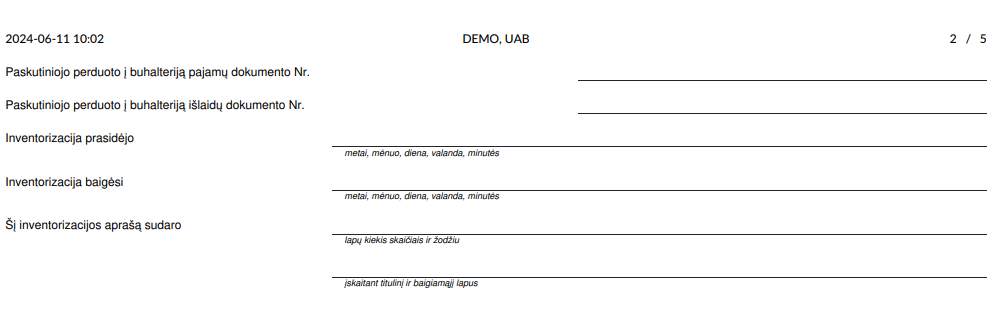 2024-06-11 10:02 DEMO, UAB 2 / 5
Paskutiniojo perduoto į buhalteriją pajamų dokumento Nr.
Paskutiniojo perduoto į buhalteriją išlaidų dokumento Nr.
Inventorizacija prasidėjo
metai, mėnuo, diena, valanda, minutės
Inventorizacija baigėsi
metai, mėnuo, diena, valanda, minutės
Šį inventorizacijos aprašą sudaro
lapų kiekis skaičiais ir žodžiu
įskaitant titulinį ir baigiamąjį lapus